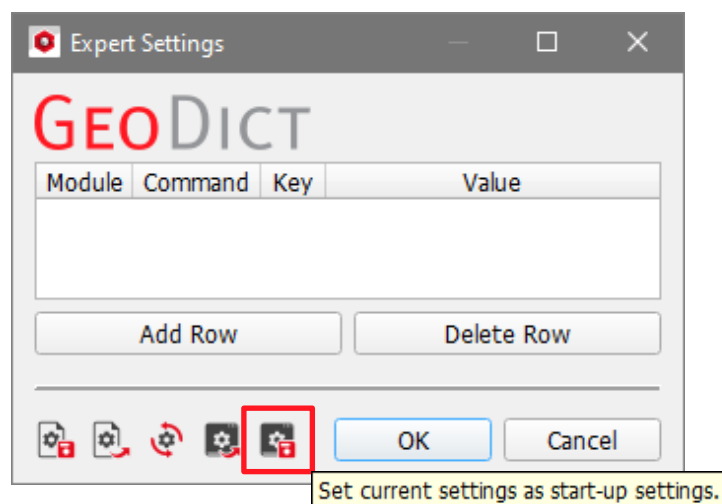 Expert Settings
GEODICT
Module Command Key Value
Add Row Delete Row
OK Cancel
Set current settings as start-up settings.